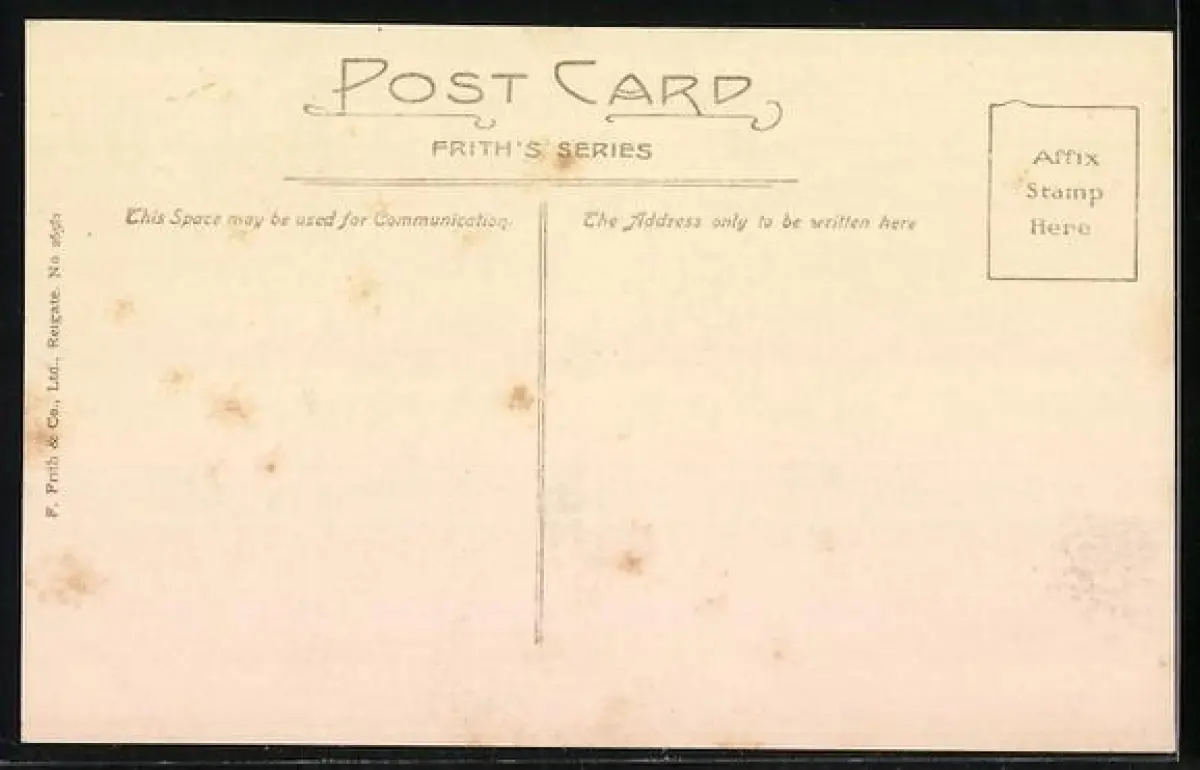 POST CARD
FRITH'S SERIES
This Space may be used for Communication.
The Address only to be written here
Affix
Stamp
Here
F. Frith & Co., Ltd., Reigate. No.